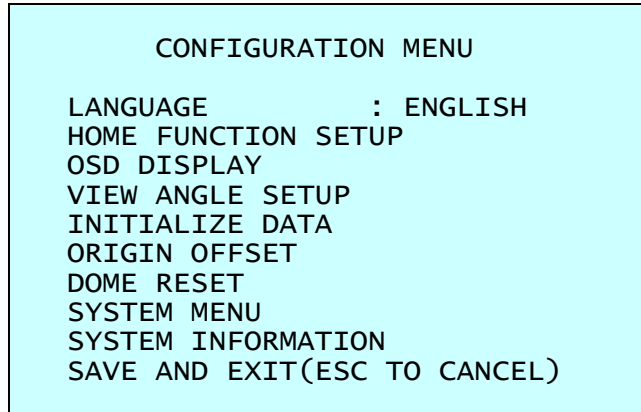 CONFIGURATION MENU
LANGUAGE : ENGLISH
HOME FUNCTION SETUP
OSD DISPLAY
VIEW ANGLE SETUP
INITIALIZE DATA
ORIGIN OFFSET
DOME RESET
SYSTEM MENU
SYSTEM INFORMATION
SAVE AND EXIT(ESC TO CANCEL)